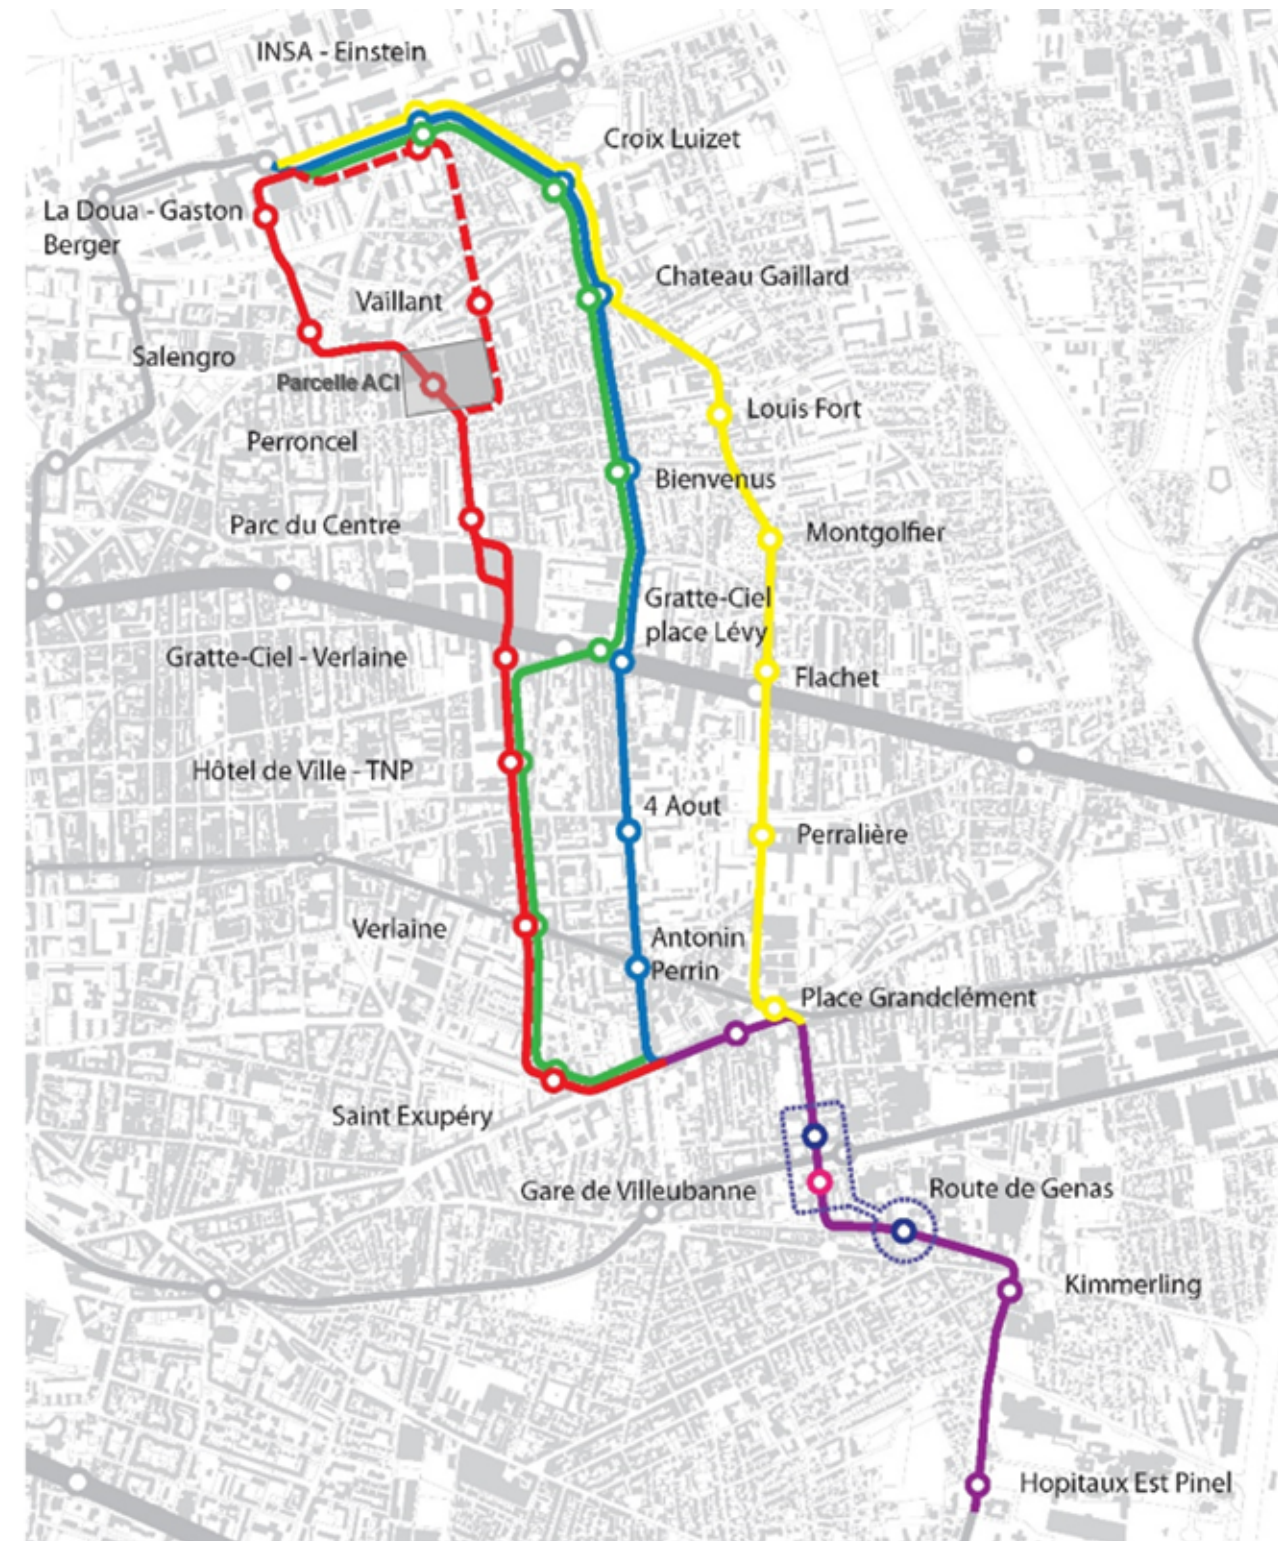 INSA - Einstein
Croix Luizet
La Doua - Gaston
Berger
Chateau Gaillard
Vaillant
Salengro
Parcelle ACI
Louis Fort
Perroncel
Bienvenus
Parc du Centre
Montgolfier
Gratte-Ciel
place Lévy
Gratte-Ciel - Verlaine
Flachet
Hôtel de Ville - TNP
4 Aout
Perralière
Verlaine
Antonin
Perrin
Place Grandclément
Saint Exupéry
Gare de Villeubanne
Route de Genas
Kimmerling
Hopitaux Est Pinel